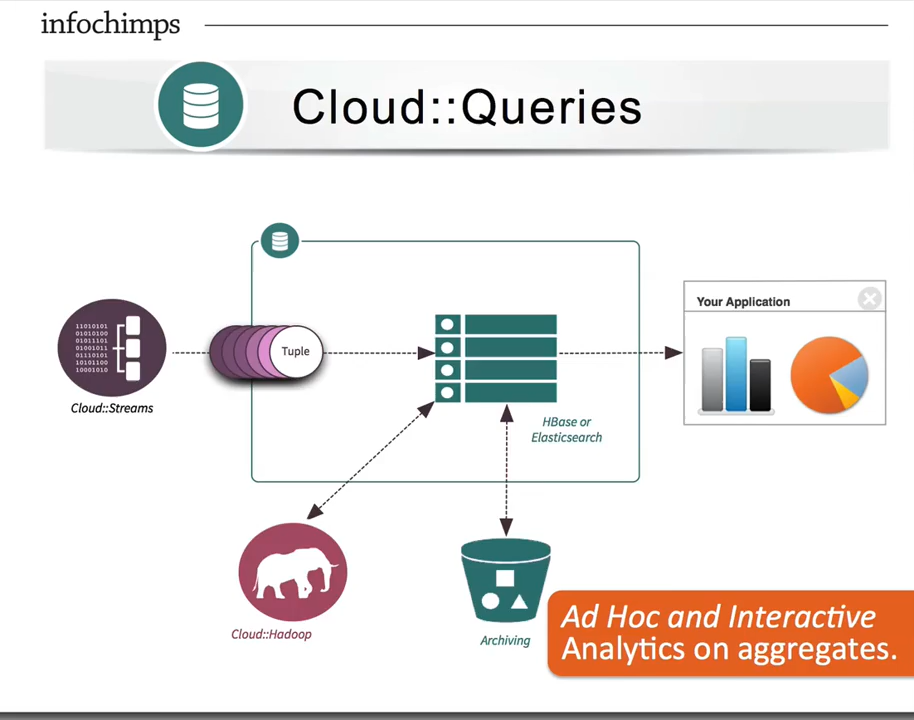 infochimps
Cloud::Queries
11010101
01010100
01011101
01001011
01110101
10101100
10001010
Cloud::Streams
Tuple
HBase or
Elasticsearch
Your Application
Cloud::Hadoop
Archiving
Ad Hoc and Interactive
Analytics on aggregates.